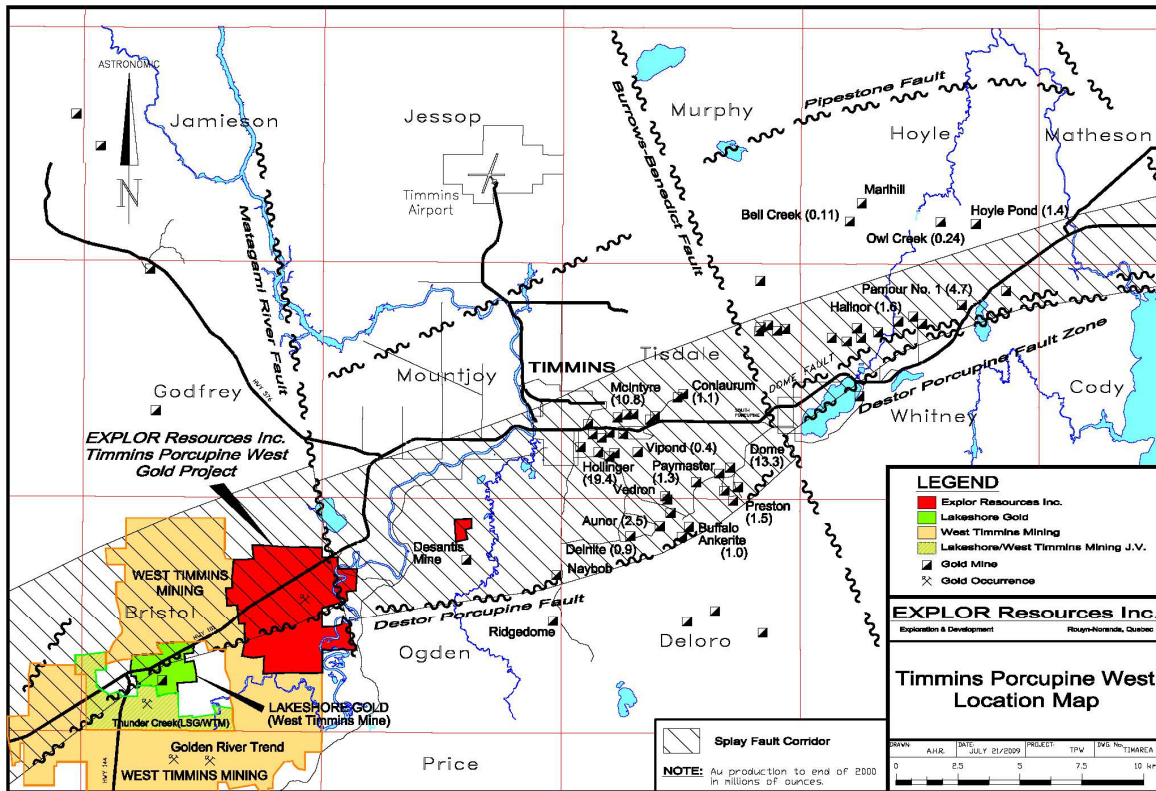 ASTRONOMIC
N
Jamieson
Jessop
Murphy
Pipestone Fault
Hoyle
Matheson
Timmins
Airport
Burrows-Benedict Fault
Matagami River Fault
Marlhill
Bell Creek (0.11)
Hoyle Pond (1.4)
Owl Creek (0.24)
Pamour No. 1 (4.7)
Hallnor (1.6)
HWY 576
Godfrey
Mountjoy
TIMMINS
Tisdale
DOME FAULT
Destor Porcupine Fault Zone
Cody
Whitney
McIntyre
(10.8)
Coniaurum
(1.1)
SOUTH PORCUPINE
EXPLOR Resources Inc.
Timmins Porcupine West
Gold Project
Vipond (0.4)
Hollinger
(19.4)
Paymaster
(1.3)
Dome
(13.3)
Vedron
Preston
(1.5)
Aunor (2.5)
Buffalo
Ankerite
(1.0)
Delnite (0.9)
Desantis
Mine
Naybob
Destor Porcupine Fault
Ridgedome
Deloro
Ogden
WEST TIMMINS
MINING
Bristol
HWY 101
LAKESHORE GOLD
(West Timmins Mine)
Thunder Creek(LSG/WTM)
Golden River Trend
WEST TIMMINS MINING
HWY 144
Price
LEGEND
Explor Resources Inc.
Lakeshore Gold
West Timmins Mining
Lakeshore/West Timmins Mining J.V.
Gold Mine
Gold Occurrence
EXPLOR Resources Inc.
Exploration & Development Rouyn-Noranda, Quebec
Timmins Porcupine West
Location Map
DRAWN: A.H.R. DATE: JULY 21/2009 PROJECT: TPW DWG No. TIMAREA
0 2.5 5 7.5 10 km
Splay Fault Corridor
NOTE: Au production to end of 2000
in millions of ounces.